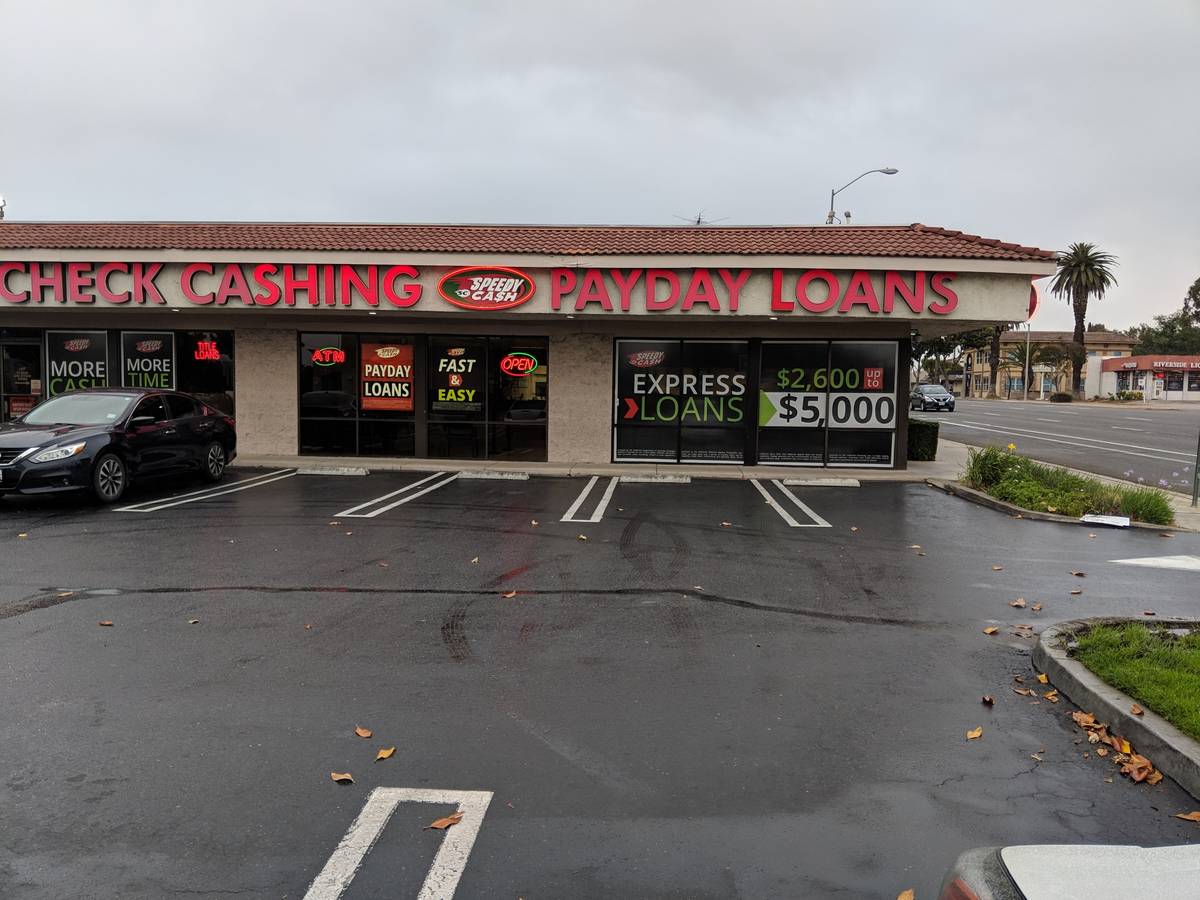 CHECK CASHING
SPEEDY
CASH
PAYDAY LOANS
SPEEDY
CASH
MORE
CASH
SPEEDY
CASH
MORE
TIME
TITLE
LOANS
ATM
SPEEDY
CASH
PAYDAY
LOANS
SPEEDY
CASH
FAST
&
EASY
OPEN
SPEEDY
CASH
EXPRESS
LOANS
$2,600 up to
$5,000
RIVERSIDE